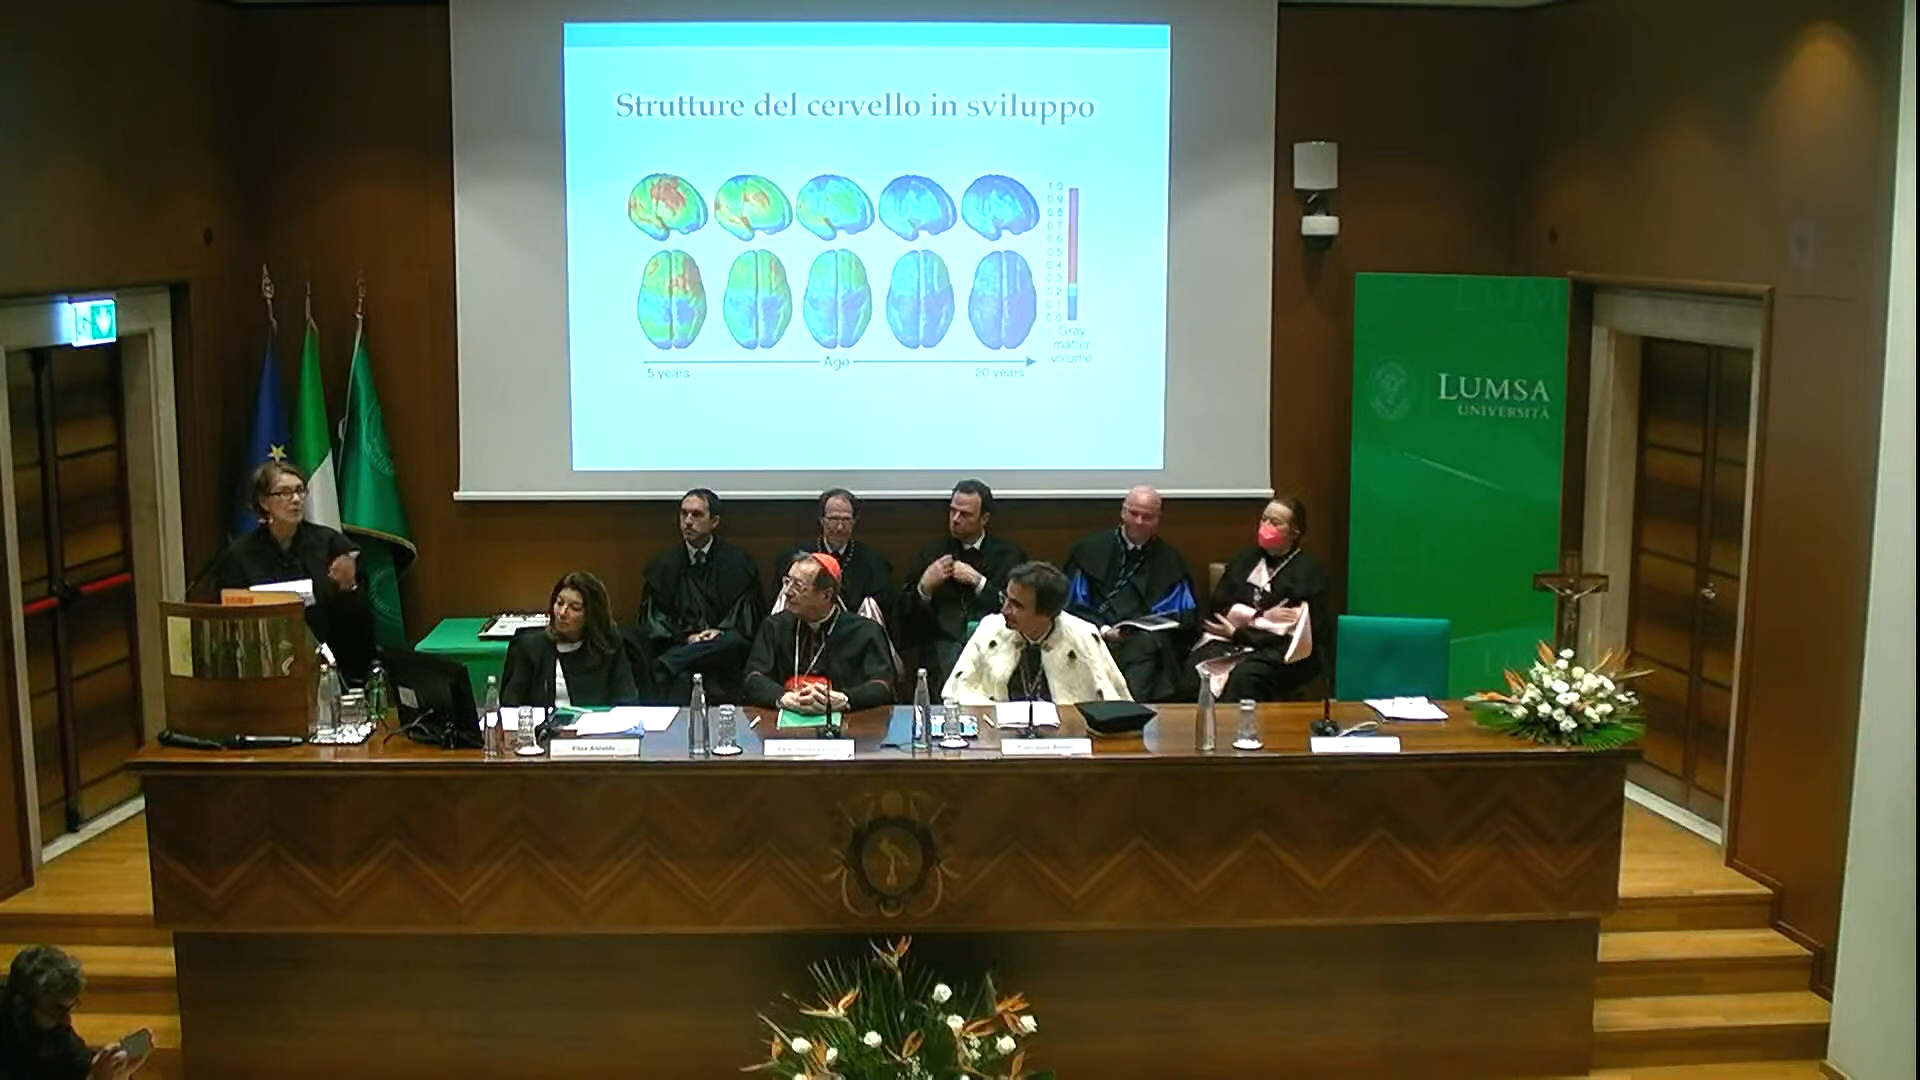 Strutture del cervello in sviluppo
1.0
0.9
0.8
0.7
0.6
0.5
0.4
0.3
0.2
0.1
0.0
Gray
matter
volume
Age
5 years
20 years
LUMSA
UNIVERSITÀ